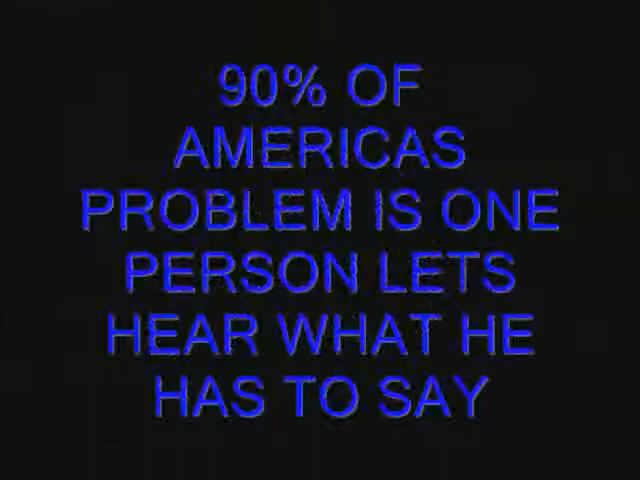 90% OF
AMERICAS
PROBLEM IS ONE
PERSON LETS
HEAR WHAT HE
HAS TO SAY